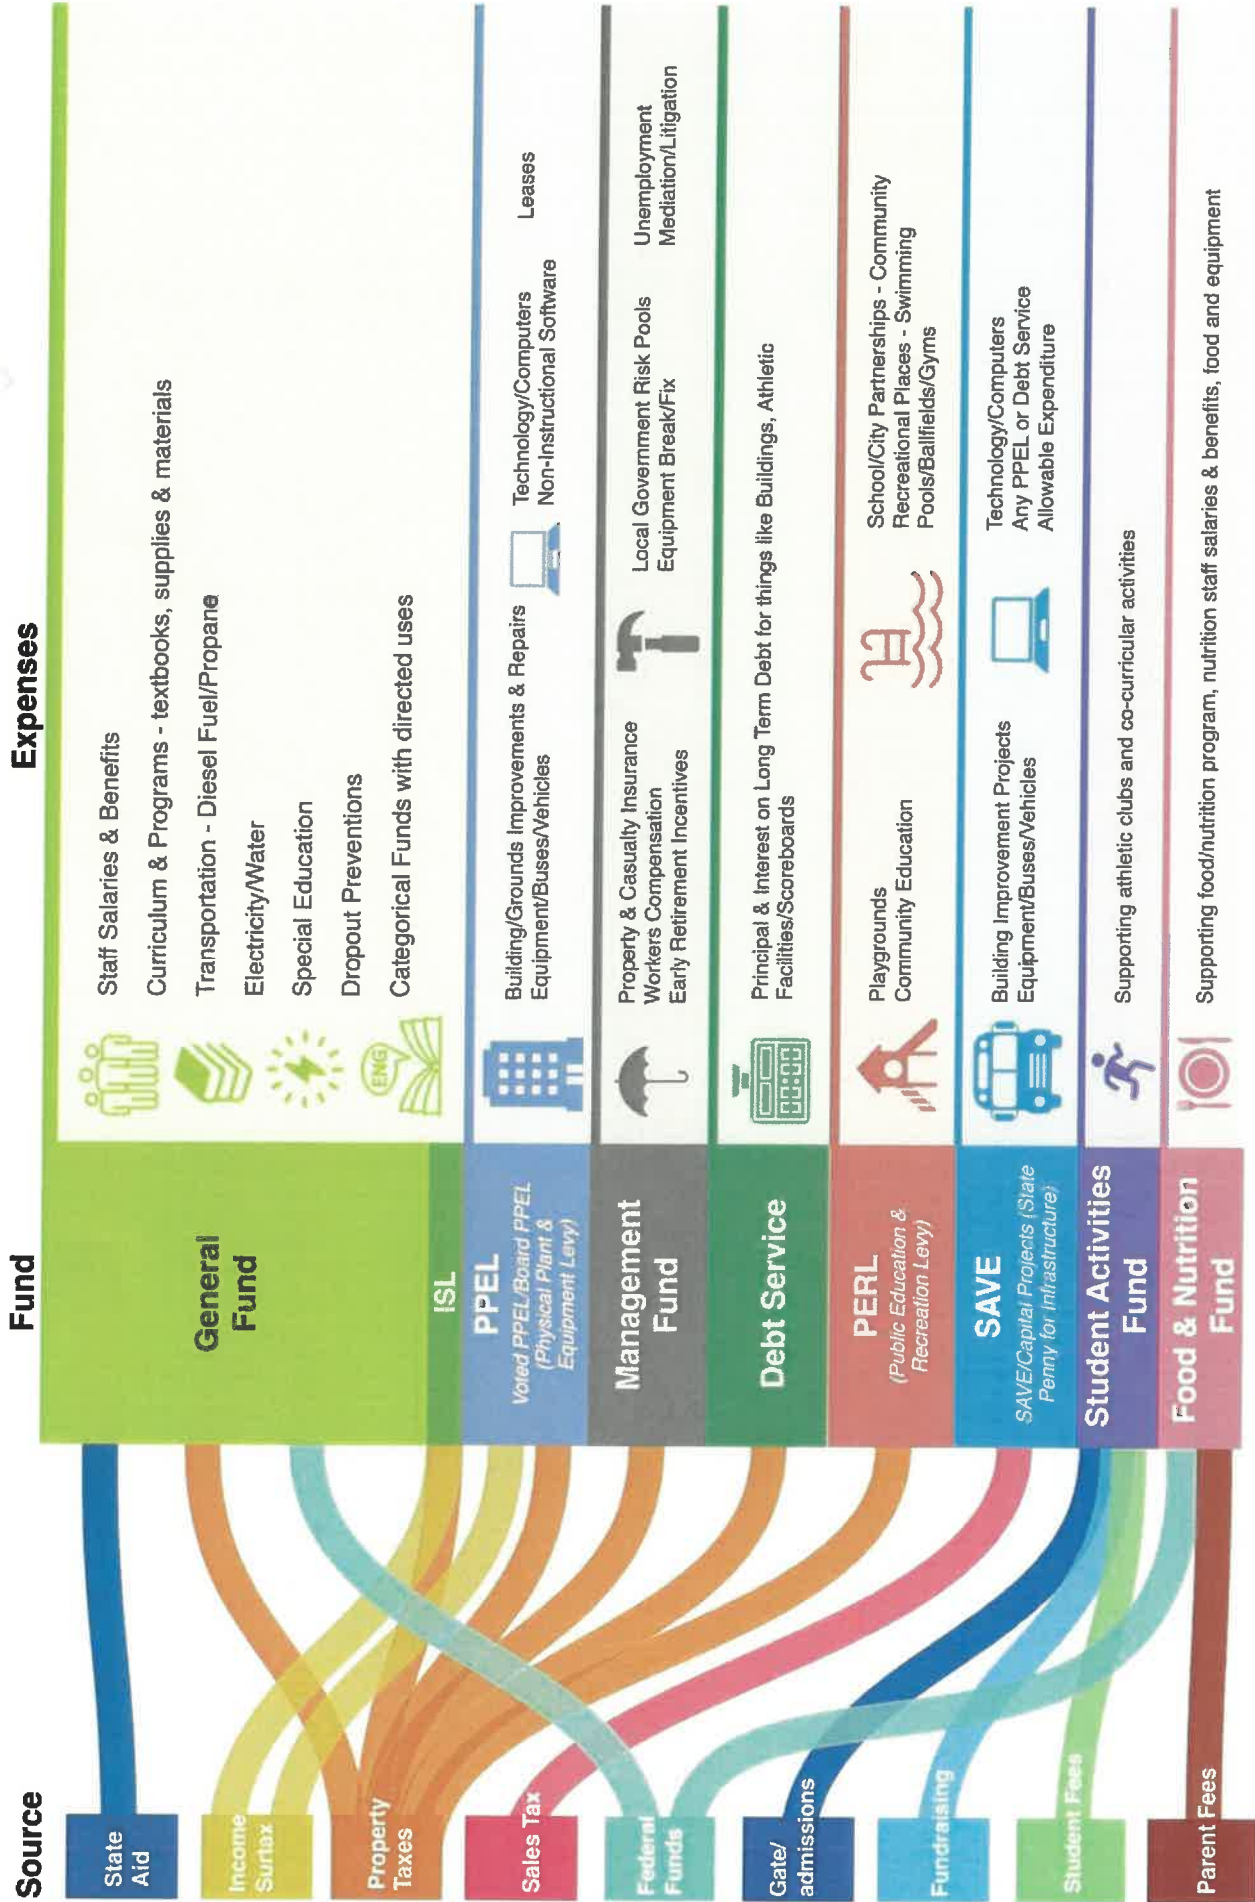 Source
State
Aid
Income
Surtax
Property
Taxes
Sales Tax
Federal
Funds
Gate/
admissions
Fundraising
Student Fees
Parent Fees
Fund
General
Fund
ISL
PPEL
Voted PPEL/Board PPEL
(Physical Plant &
Equipment Levy)
Management
Fund
Debt Service
PERL
(Public Education &
Recreation Levy)
SAVE
SAVE/Capital Projects (State
Penny for Infrastructure)
Student Activities
Fund
Food & Nutrition
Fund
Expenses
Staff Salaries & Benefits
Curriculum & Programs - textbooks, supplies & materials
Transportation - Diesel Fuel/Propane
Electricity/Water
Special Education
Dropout Preventions
Categorical Funds with directed uses
ENG
Building/Grounds Improvements & Repairs
Equipment/Buses/Vehicles
Technology/Computers
Non-Instructional Software
Leases
Property & Casualty Insurance
Workers Compensation
Early Retirement Incentives
Local Government Risk Pools
Equipment Break/Fix
Unemployment
Mediation/Litigation
Principal & Interest on Long Term Debt for things like Buildings, Athletic
Facilities/Scoreboards
Playgrounds
Community Education
School/City Partnerships - Community
Recreational Places - Swimming
Pools/Ballfields/Gyms
Building Improvement Projects
Equipment/Buses/Vehicles
Technology/Computers
Any PPEL or Debt Service
Allowable Expenditure
Supporting athletic clubs and co-curricular activities
Supporting food/nutrition program, nutrition staff salaries & benefits, food and equipment